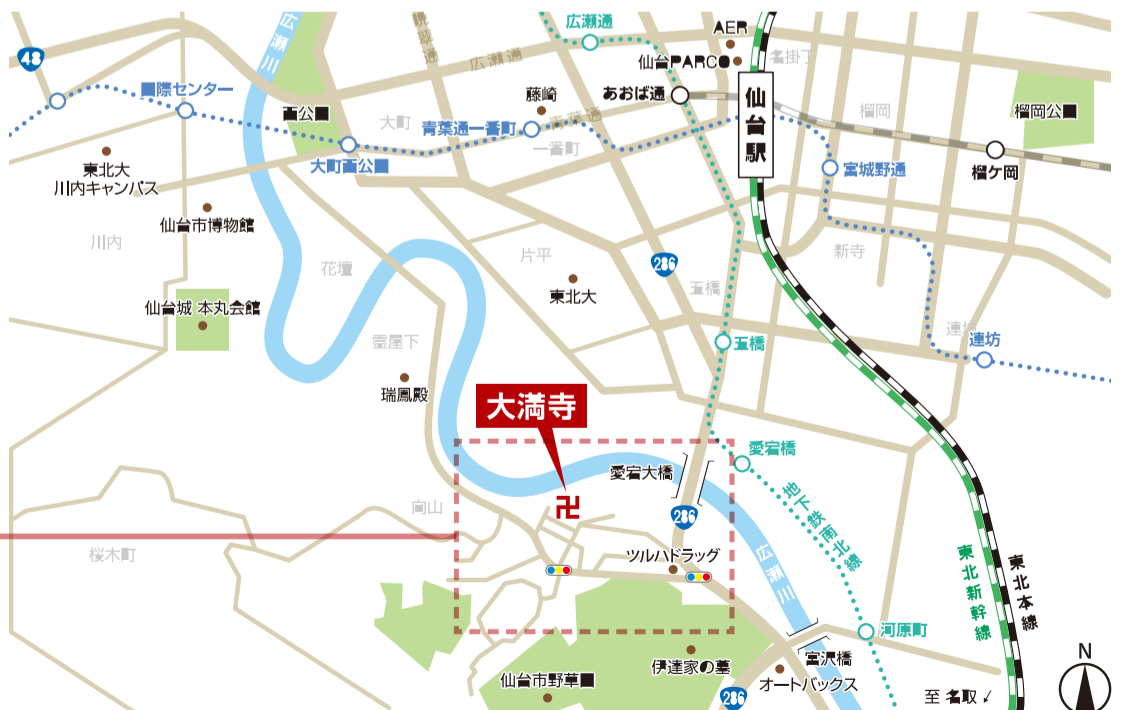 広瀬川
広瀬通
AER
仙台PARCO
名掛丁
48
広瀬通
国際センター
西公園
大町
藤崎
あおば通
仙台駅
榴岡
榴岡公園
青葉通
青葉通一番町
一番町
大町西公園
東北大
川内キャンパス
宮城野通
榴ケ岡
仙台市博物館
川内
花壇
片平
286
新寺
東北大
五橋
仙台城 本丸会館
霊屋下
五橋
連坊
瑞鳳殿
大満寺
愛宕大橋
愛宕橋
地下鉄南北線
向山
卍
286
桜木町
ツルハドラッグ
広瀬川
東北新幹線
東北本線
河原町
伊達家の墓
宮沢橋
仙台市野草園
オートバックス
286
至 名取
N